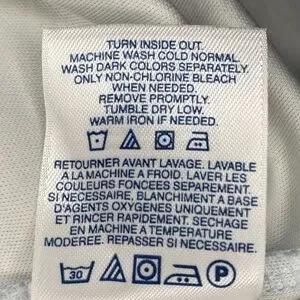 TURN INSIDE OUT.
MACHINE WASH COLD NORMAL.
WASH DARK COLORS SEPARATELY.
ONLY NON-CHLORINE BLEACH
WHEN NEEDED.
REMOVE PROMPTLY.
TUMBLE DRY LOW.
WARM IRON IF NEEDED.
RETOURNER AVANT LAVAGE. LAVABLE
A LA MACHINE A FROID. LAVER LES
COULEURS FONCEES SEPAREMENT.
SI NECESSAIRE, BLANCHIMENT A BASE
D'AGENTS OXYGENES UNIQUEMENT
ET RINCER RAPIDEMENT. SECHAGE
EN MACHINE A TEMPERATURE
MODEREE. REPASSER SI NECESSAIRE.
30 P